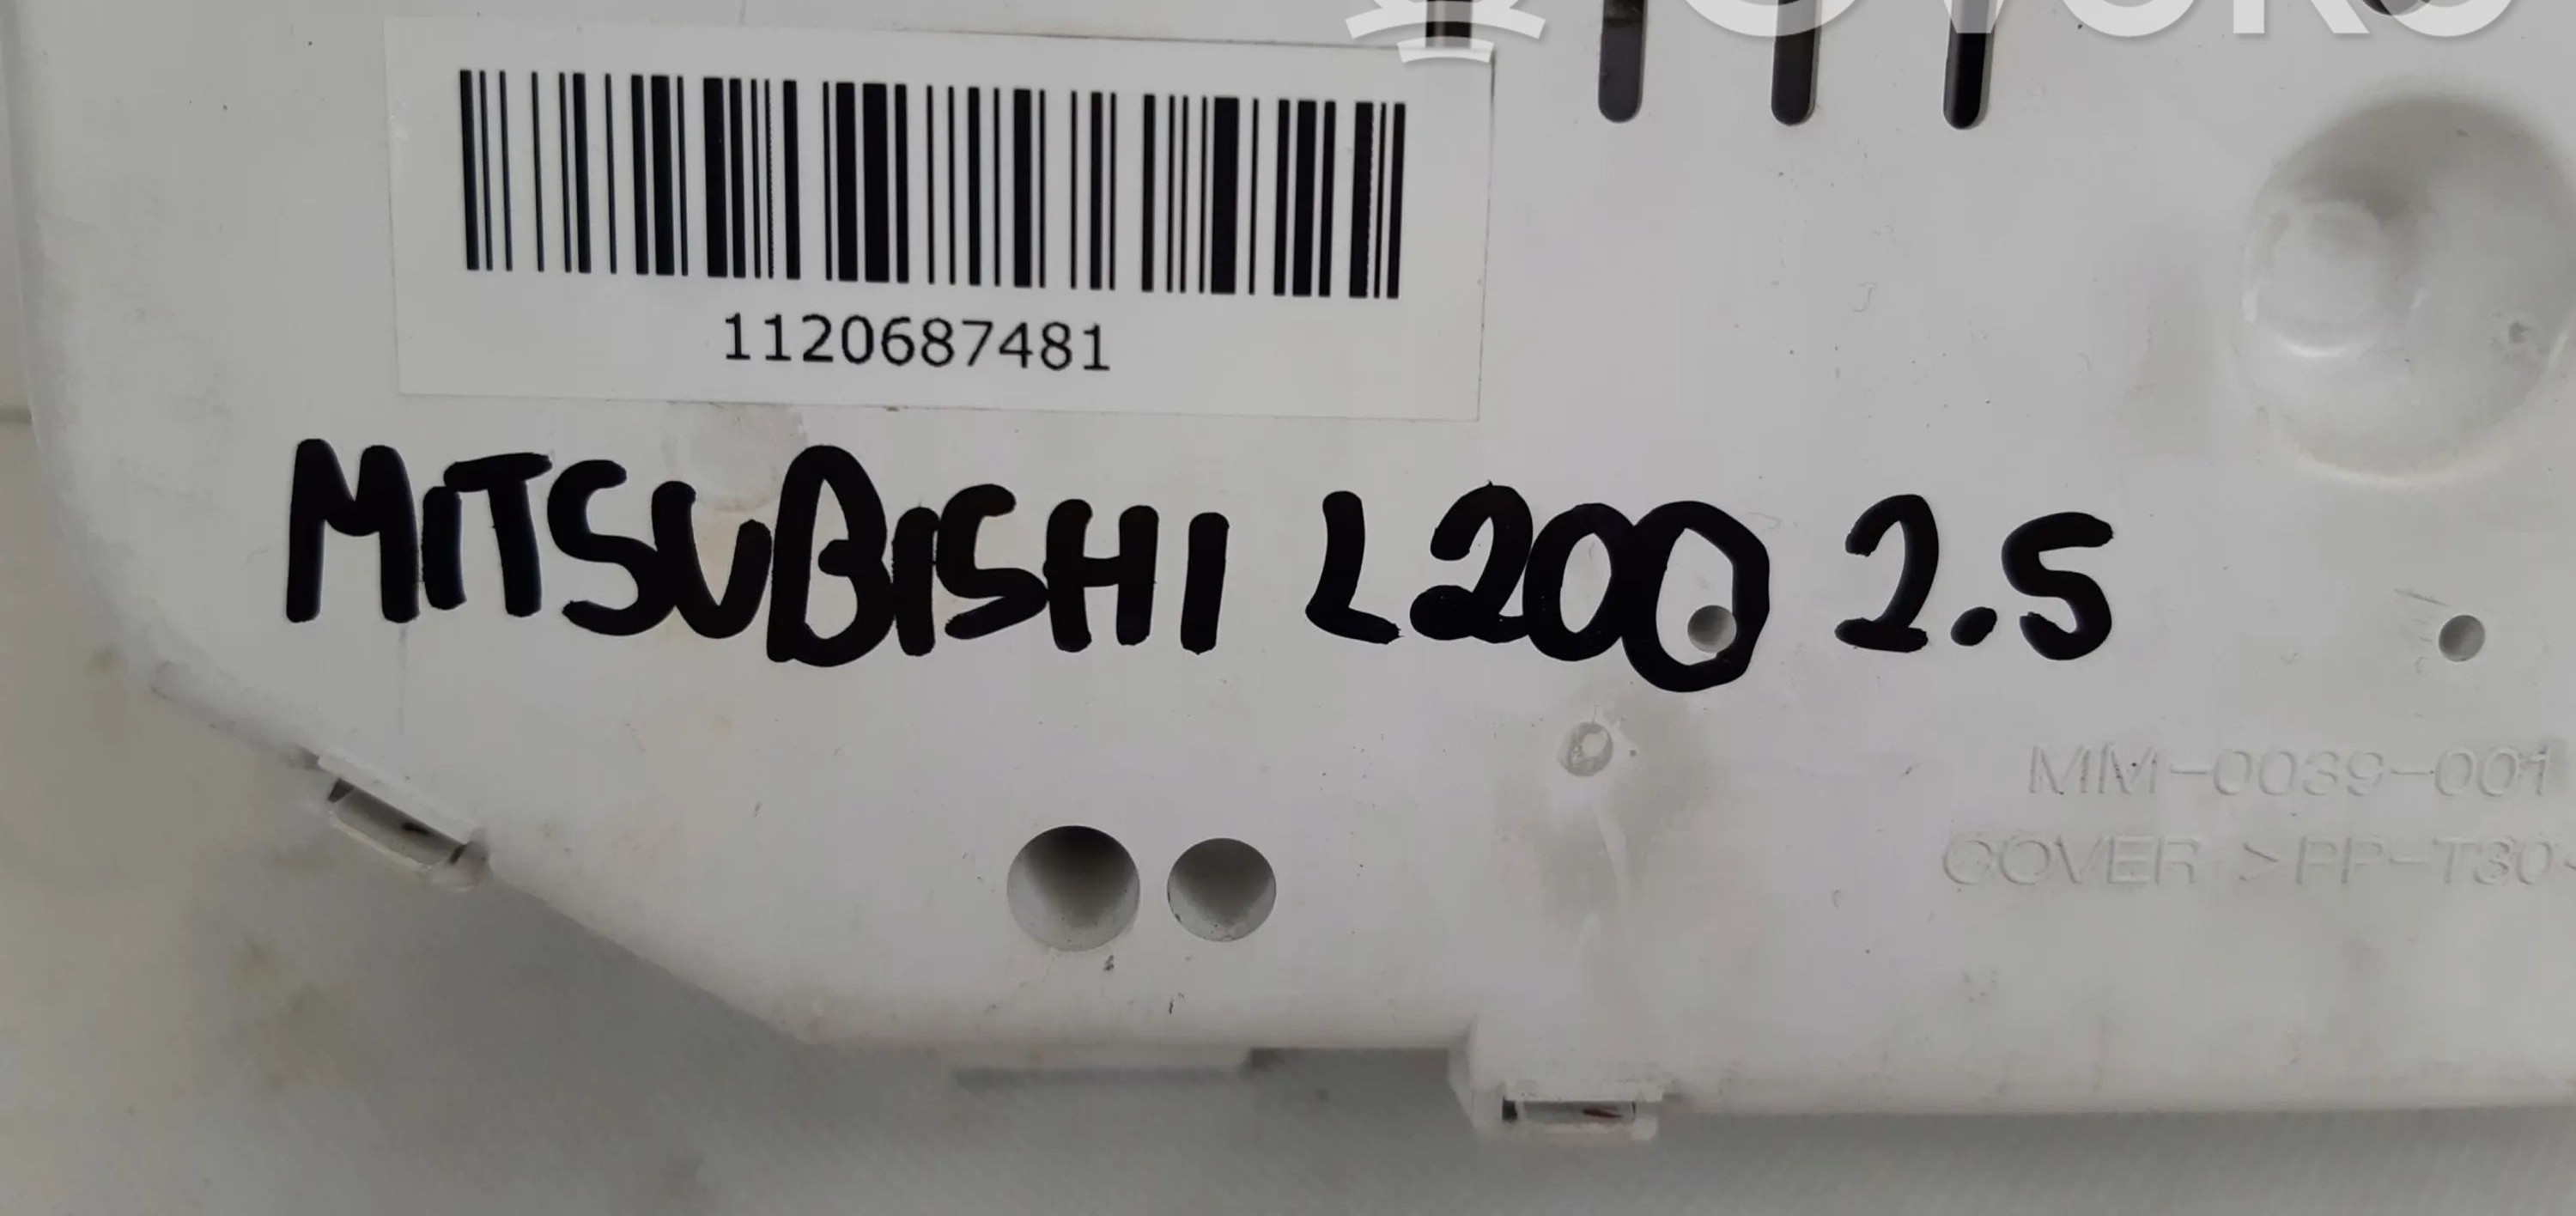 1120687481
MITSUBISHI L200 2.5
MM-0039-001
COVER >PP-T30